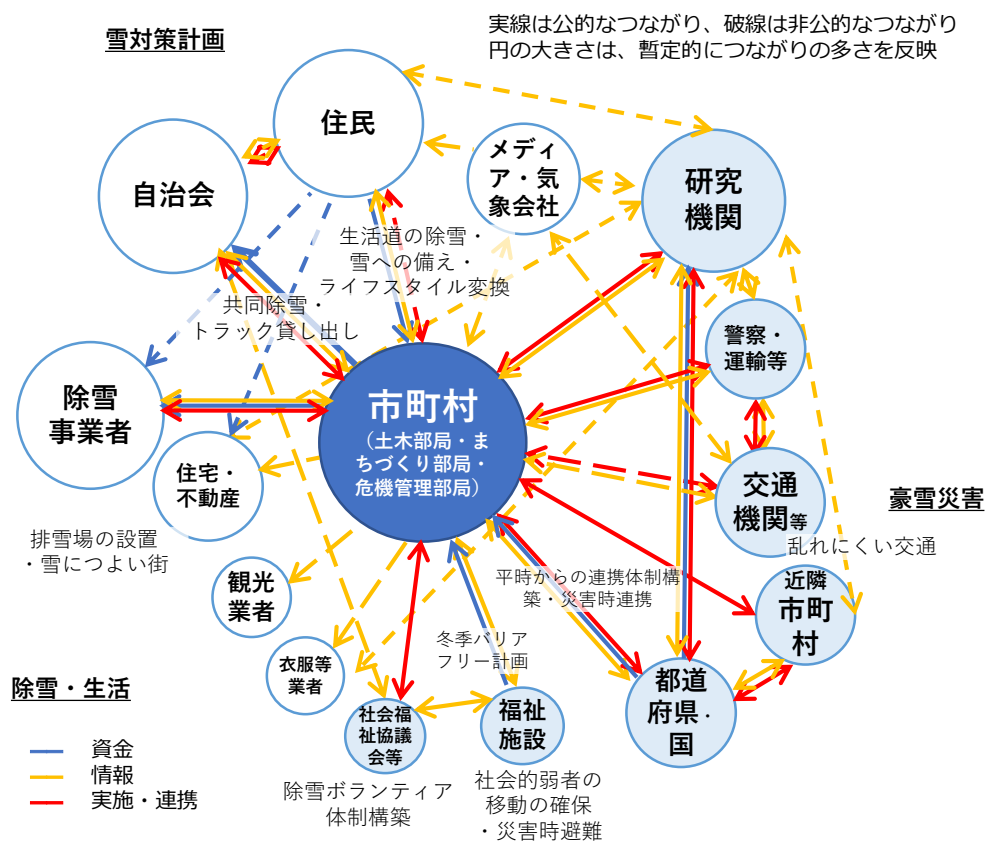 実線は公的なつながり、破線は非公的なつながり
円の大きさは、暫定的につながりの多さを反映
雪対策計画
住民
メディ
ア・気
象会社
研究
機関
自治会
生活道の除雪・
雪への備え・
ライフスタイル変換
共同除雪・
トラック貸し出し
警察・
運輸等
除雪
事業者
市町村
（土木部局・ま
ちづくり部局・
危機管理部局）
住宅・
不動産
交通
機関等
豪雪災害
排雪場の設置
・雪につよい街
乱れにくい交通
観光
業者
平時からの連携体制構
築・災害時連携
近隣
市町
村
冬季バリア
フリー計画
衣服等
業者
除雪・生活
社会福
祉協議
会等
福祉
施設
都道
府県・
国
資金
情報
実施・連携
除雪ボランティア
体制構築
社会的弱者の
移動の確保
・災害時避難